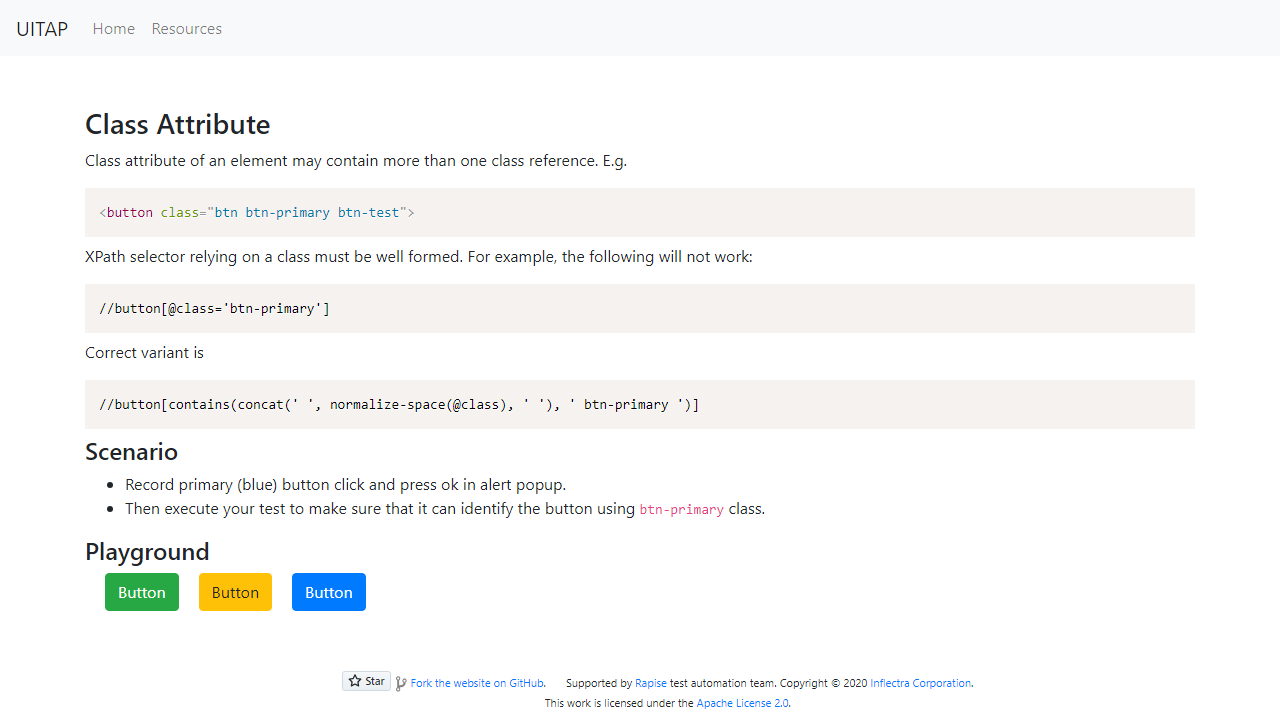 UITAP Home Resources
Class Attribute
Class attribute of an element may contain more than one class reference. E.g.
<button class="btn btn-primary btn-test">
XPath selector relying on a class must be well formed. For example, the following will not work:
//button[@class='btn-primary']
Correct variant is
//button[contains(concat(' ', normalize-space(@class), ' '), ' btn-primary ')]
Scenario
Record primary (blue) button click and press ok in alert popup.
Then execute your test to make sure that it can identify the button using btn-primary class.
Playground
Button Button Button
Star Fork the website on GitHub. Supported by Rapise test automation team. Copyright © 2020 Inflectra Corporation.
This work is licensed under the Apache License 2.0.